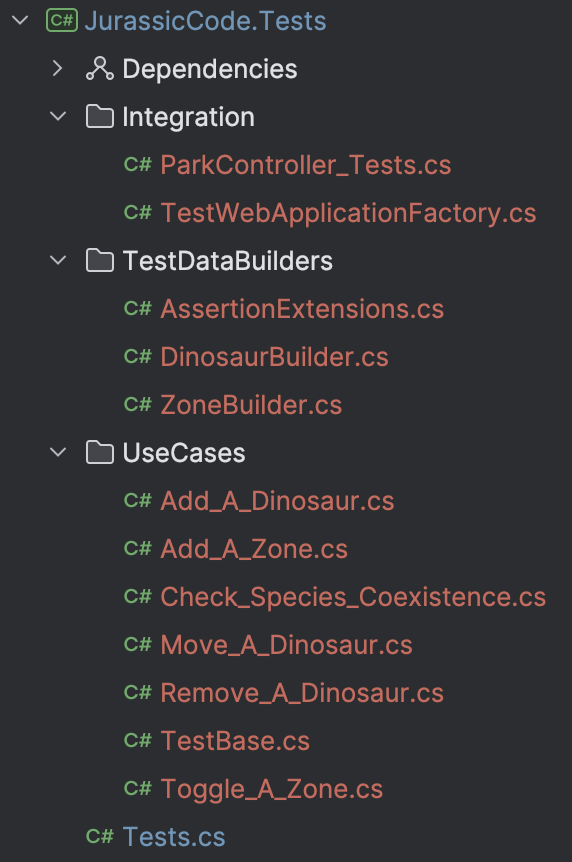 C# JurassicCode.Tests
Dependencies
Integration
C# ParkController_Tests.cs
C# TestWebApplicationFactory.cs
TestDataBuilders
C# AssertionExtensions.cs
C# DinosaurBuilder.cs
C# ZoneBuilder.cs
UseCases
C# Add_A_Dinosaur.cs
C# Add_A_Zone.cs
C# Check_Species_Coexistence.cs
C# Move_A_Dinosaur.cs
C# Remove_A_Dinosaur.cs
C# TestBase.cs
C# Toggle_A_Zone.cs
C# Tests.cs